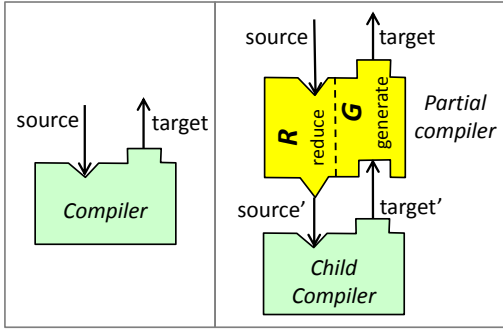 source
target
Compiler
source
target
R
reduce
G
generate
Partial
compiler
source’
target’
Child
Compiler